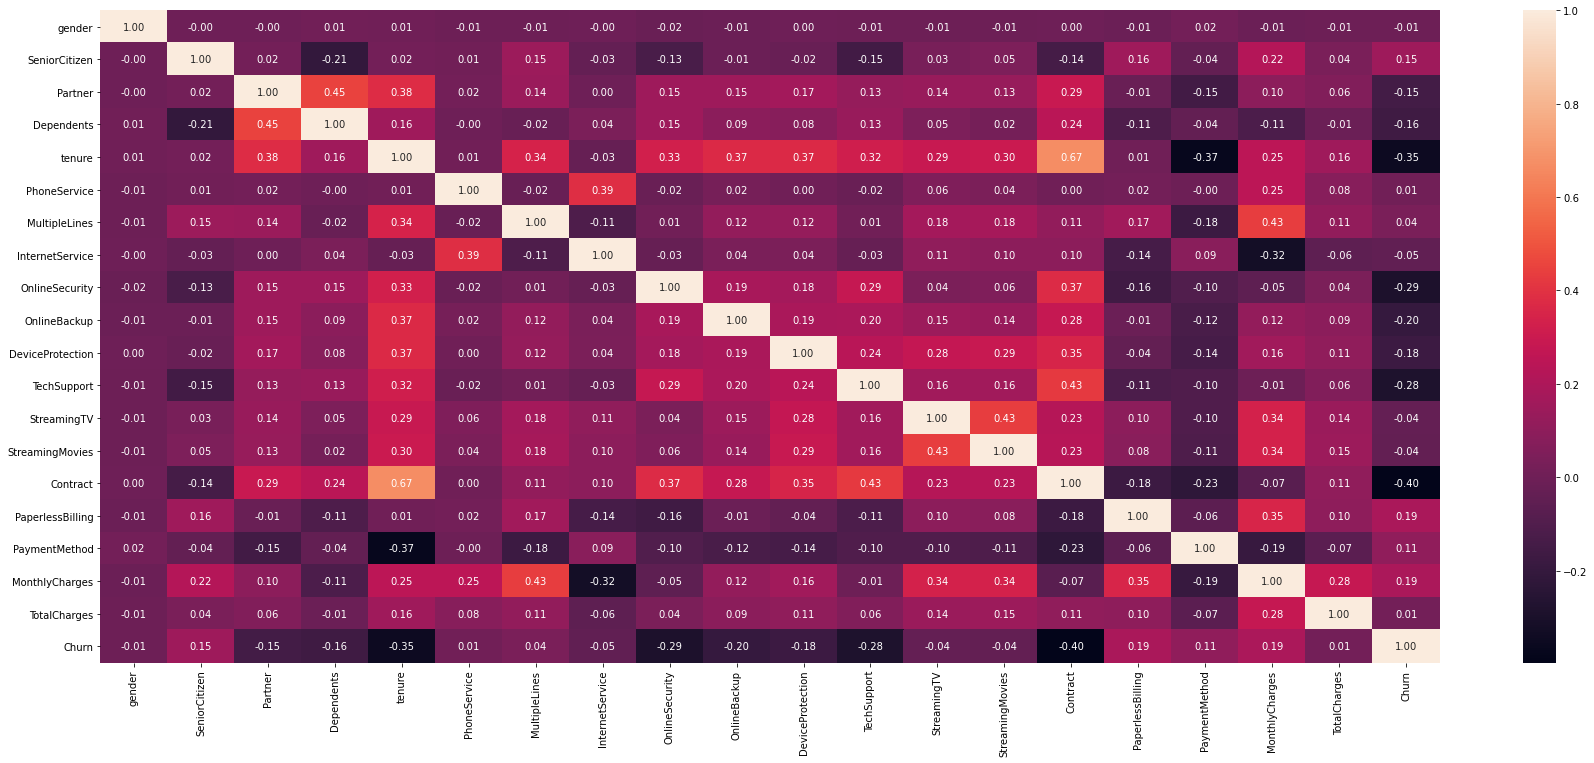 gender 1.00 -0.00 -0.00 0.01 0.01 -0.01 -0.01 -0.00 -0.02 -0.01 0.00 -0.01 -0.01 -0.01 0.00 -0.01 0.02 -0.01 -0.01 -0.01
SeniorCitizen -0.00 1.00 0.02 -0.21 0.02 0.01 0.15 -0.03 -0.13 -0.01 -0.02 -0.15 0.03 0.05 -0.14 0.16 -0.04 0.22 0.04 0.15
Partner -0.00 0.02 1.00 0.45 0.38 0.02 0.14 0.00 0.15 0.15 0.17 0.13 0.14 0.13 0.29 -0.01 -0.15 0.10 0.06 -0.15
Dependents 0.01 -0.21 0.45 1.00 0.16 -0.00 -0.02 0.04 0.15 0.09 0.08 0.13 0.05 0.02 0.24 -0.11 -0.04 -0.11 -0.01 -0.16
tenure 0.01 0.02 0.38 0.16 1.00 0.01 0.34 -0.03 0.33 0.37 0.37 0.32 0.29 0.30 0.67 0.01 -0.37 0.25 0.16 -0.35
PhoneService -0.01 0.01 0.02 -0.00 0.01 1.00 -0.02 0.39 -0.02 0.02 0.00 -0.02 0.06 0.04 0.00 0.02 -0.00 0.25 0.08 0.01
MultipleLines -0.01 0.15 0.14 -0.02 0.34 -0.02 1.00 -0.11 0.01 0.12 0.12 0.01 0.18 0.18 0.11 0.17 -0.18 0.43 0.11 0.04
InternetService -0.00 -0.03 0.00 0.04 -0.03 0.39 -0.11 1.00 -0.03 0.04 0.04 -0.03 0.11 0.10 0.10 -0.14 0.09 -0.32 -0.06 -0.05
OnlineSecurity -0.02 -0.13 0.15 0.15 0.33 -0.02 0.01 -0.03 1.00 0.19 0.18 0.29 0.04 0.06 0.37 -0.16 -0.10 -0.05 0.04 -0.29
OnlineBackup -0.01 -0.01 0.15 0.09 0.37 0.02 0.12 0.04 0.19 1.00 0.19 0.20 0.15 0.14 0.28 -0.01 -0.12 0.12 0.09 -0.20
DeviceProtection 0.00 -0.02 0.17 0.08 0.37 0.00 0.12 0.04 0.18 0.19 1.00 0.24 0.28 0.29 0.35 -0.04 -0.14 0.16 0.11 -0.18
TechSupport -0.01 -0.15 0.13 0.13 0.32 -0.02 0.01 -0.03 0.29 0.20 0.24 1.00 0.16 0.16 0.43 -0.11 -0.10 -0.01 0.06 -0.28
StreamingTV -0.01 0.03 0.14 0.05 0.29 0.06 0.18 0.11 0.04 0.15 0.28 0.16 1.00 0.43 0.23 0.10 -0.10 0.34 0.14 -0.04
StreamingMovies -0.01 0.05 0.13 0.02 0.30 0.04 0.18 0.10 0.06 0.14 0.29 0.16 0.43 1.00 0.23 0.08 -0.11 0.34 0.15 -0.04
Contract 0.00 -0.14 0.29 0.24 0.67 0.00 0.11 0.10 0.37 0.28 0.35 0.43 0.23 0.23 1.00 -0.18 -0.23 -0.07 0.11 -0.40
PaperlessBilling -0.01 0.16 -0.01 -0.11 0.01 0.02 0.17 -0.14 -0.16 -0.01 -0.04 -0.11 0.10 0.08 -0.18 1.00 -0.06 0.35 0.10 0.19
PaymentMethod 0.02 -0.04 -0.15 -0.04 -0.37 -0.00 -0.18 0.09 -0.10 -0.12 -0.14 -0.10 -0.10 -0.11 -0.23 -0.06 1.00 -0.19 -0.07 0.11
MonthlyCharges -0.01 0.22 0.10 -0.11 0.25 0.25 0.43 -0.32 -0.05 0.12 0.16 -0.01 0.34 0.34 -0.07 0.35 -0.19 1.00 0.28 0.19
TotalCharges -0.01 0.04 0.06 -0.01 0.16 0.08 0.11 -0.06 0.04 0.09 0.11 0.06 0.14 0.15 0.11 0.10 -0.07 0.28 1.00 0.01
Churn -0.01 0.15 -0.15 -0.16 -0.35 0.01 0.04 -0.05 -0.29 -0.20 -0.18 -0.28 -0.04 -0.04 -0.40 0.19 0.11 0.19 0.01 1.00
gender SeniorCitizen Partner Dependents tenure PhoneService MultipleLines InternetService OnlineSecurity OnlineBackup DeviceProtection TechSupport StreamingTV StreamingMovies Contract PaperlessBilling PaymentMethod MonthlyCharges TotalCharges Churn
1.0
0.8
0.6
0.4
0.2
0.0
−0.2